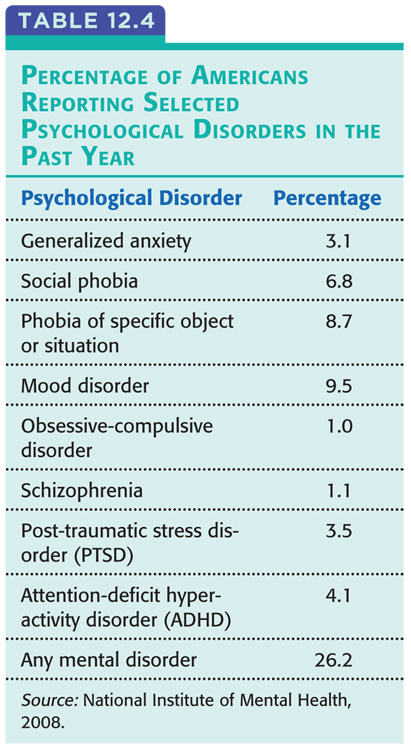 TABLE 12.4
PERCENTAGE OF AMERICANS
REPORTING SELECTED
PSYCHOLOGICAL DISORDERS IN THE
PAST YEAR
Psychological Disorder Percentage
Generalized anxiety 3.1
Social phobia 6.8
Phobia of specific object 8.7
or situation
Mood disorder 9.5
Obsessive-compulsive 1.0
disorder
Schizophrenia 1.1
Post-traumatic stress dis- 3.5
order (PTSD)
Attention-deficit hyper- 4.1
activity disorder (ADHD)
Any mental disorder 26.2
Source: National Institute of Mental Health,
2008.